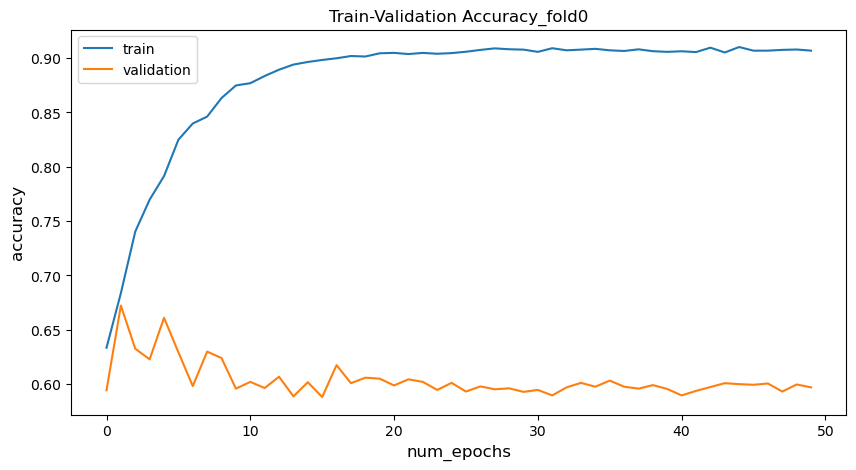 Train-Validation Accuracy_fold0
train
validation
accuracy
0.90
0.85
0.80
0.75
0.70
0.65
0.60
0 10 20 30 40 50
num_epochs